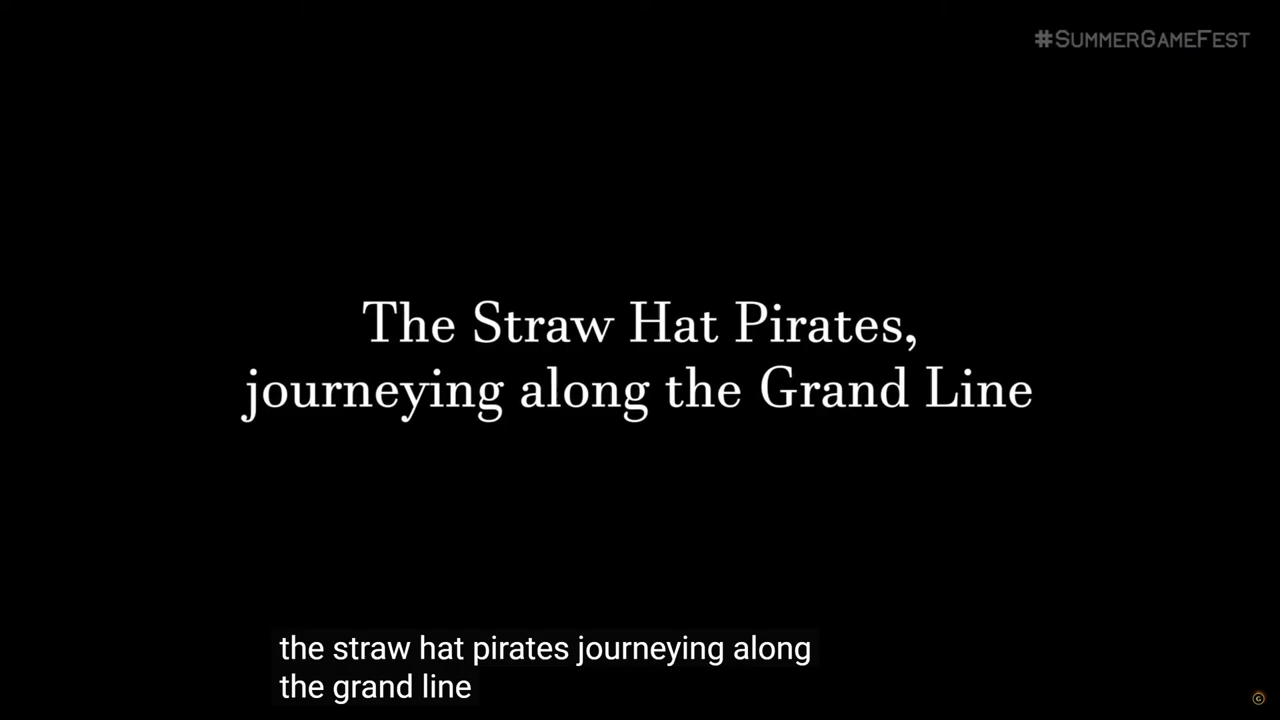 #SUMMERGAMEFEST
The Straw Hat Pirates,
journeying along the Grand Line
the straw hat pirates journeying along
the grand line
G